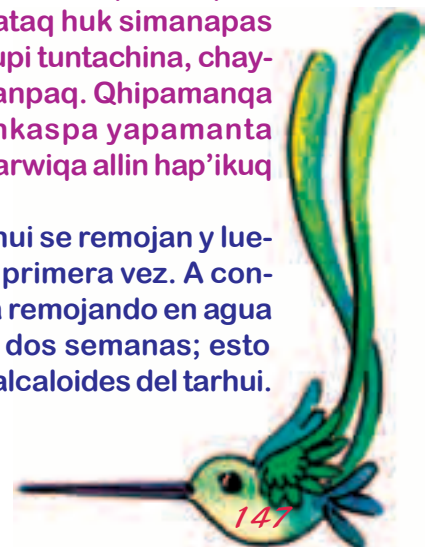 ataq huk simanapas
upi tuntachina, chay-
anpaq. Qhipamanqa
nkaspa yapamanta
arwiqa allin hap'ikuq
hui se remojan y lue-
primera vez. A con-
remojando en agua
dos semanas; esto
alcaloides del tarhui.
147